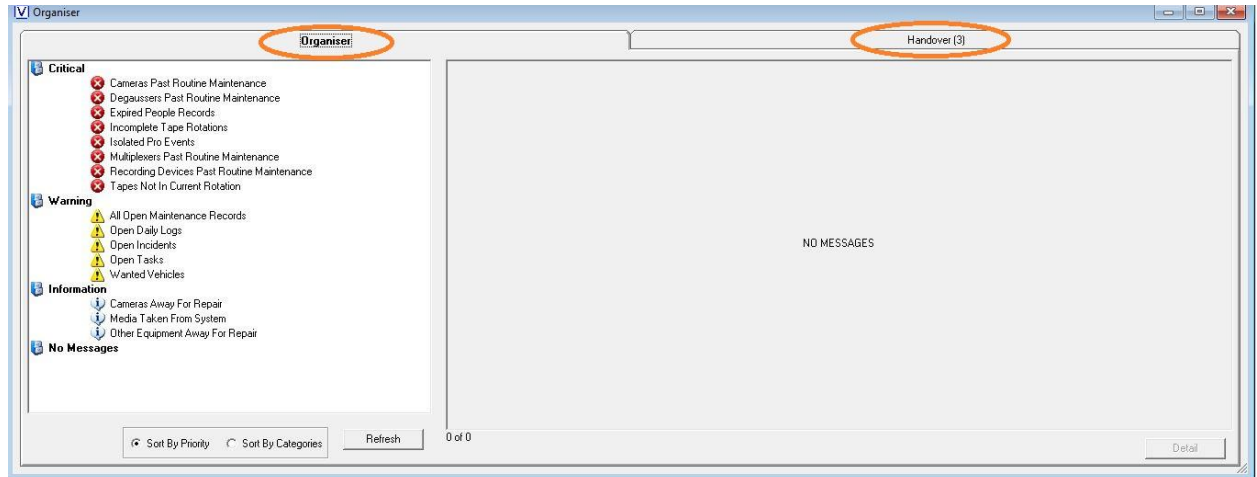 Organiser
Organiser
Handover (3)
Critical
Cameras Past Routine Maintenance
Degaussers Past Routine Maintenance
Expired People Records
Incomplete Tape Rotations
Isolated Pro Events
Multiplexers Past Routine Maintenance
Recording Devices Past Routine Maintenance
Tapes Not In Current Rotation
Warning
All Open Maintenance Records
Open Daily Logs
Open Incidents
Open Tasks
Wanted Vehicles
Information
Cameras Away For Repair
Media Taken From System
Other Equipment Away For Repair
No Messages
NO MESSAGES
Sort By Priority
Sort By Categories
Refresh
0 of 0
Detail